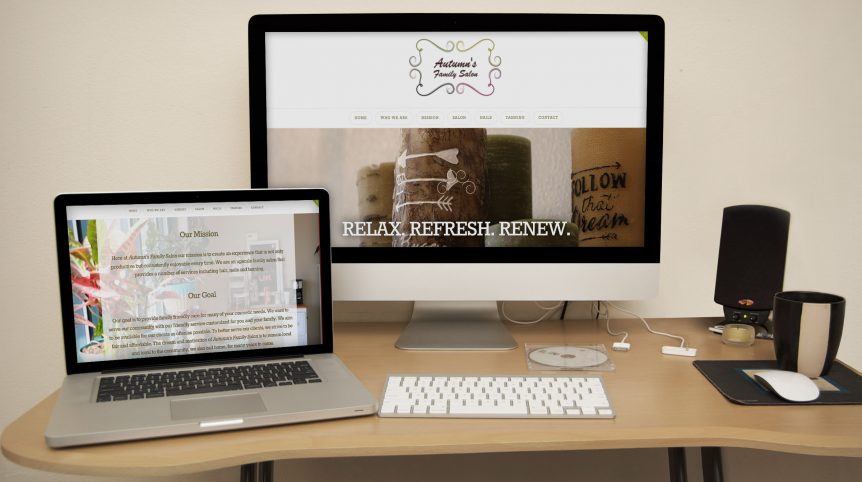 Autumn's
Family Salon
HOME WHO WE ARE MISSION SALON NAILS TANNING CONTACT
FOLLOW
that
Dream
RELAX. REFRESH. RENEW.
HOME WHO WE ARE MISSION SALON NAILS TANNING CONTACT
Our Mission
Here at Autumn's Family Salon our mission is to create an experience that is not only
productive but consistently enjoyable every time. We are an upscale family salon that
provides a number of services including hair, nails and tanning.
Our Goal
Our goal is to provide family friendly care for many of your cosmetic needs. We want to
serve our community with our friendly service customized for you and your family. We aim
to be available for our clients as often as possible. To better serve our clients, we strive to be
fair and affordable. The dream and motivation of Autumn's Family Salon is to remain local
and loyal to the community, we also call home, for many years to come.